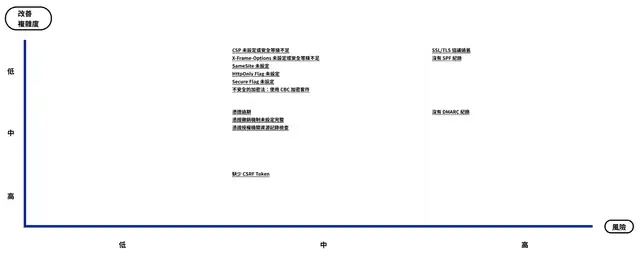 改善
複雜度
低
CSP 未設定或安全等級不足
X-Frame-Options 未設定或安全等級不足
SameSite 未設定
HttpOnly Flag 未設定
Secure Flag 未設定
不安全的加密法：使用 CBC 加密套件
SSL/TLS 協議過舊
沒有 SPF 紀錄
中
憑證過期
憑證撤銷機制未設定完整
憑證授權機關資源記錄檢查
沒有 DMARC 紀錄
高
缺少 CSRF Token
風險
低
中
高